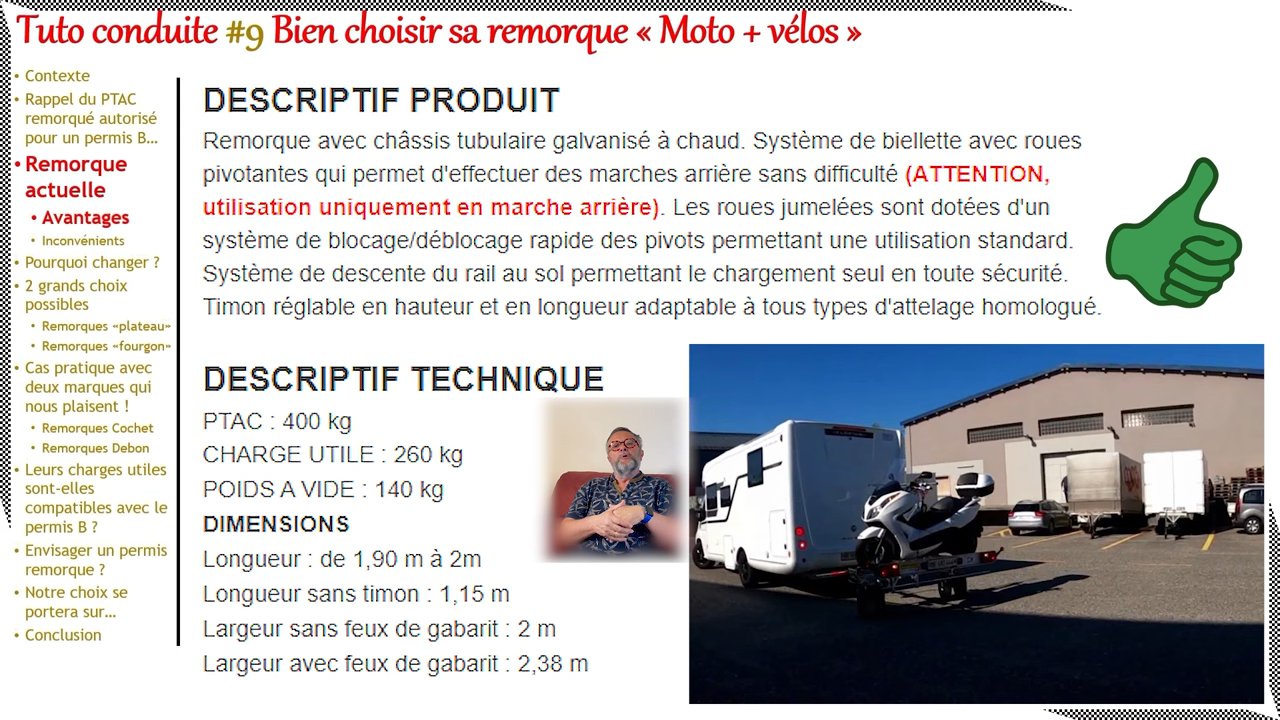 Tuto conduite #9 Bien choisir sa remorque « Moto + vélos »
• Contexte
• Rappel du PTAC
remorqué autorisé
pour un permis B…
• Remorque
actuelle
• Avantages
• Inconvénients
• Pourquoi changer ?
• 2 grands choix
possibles
• Remorques «plateau»
• Remorques «fourgon»
• Cas pratique avec
deux marques qui
nous plaisent !
• Remorques Cochet
• Remorques Debon
• Leurs charges utiles
sont-elles
compatibles avec le
permis B ?
• Envisager un permis
remorque ?
• Notre choix se
portera sur…
• Conclusion
DESCRIPTIF PRODUIT
Remorque avec châssis tubulaire galvanisé à chaud. Système de biellette avec roues
pivotantes qui permet d'effectuer des marches arrière sans difficulté (ATTENTION,
utilisation uniquement en marche arrière). Les roues jumelées sont dotées d'un
système de blocage/déblocage rapide des pivots permettant une utilisation standard.
Système de descente du rail au sol permettant le chargement seul en toute sécurité.
Timon réglable en hauteur et en longueur adaptable à tous types d'attelage homologué.
DESCRIPTIF TECHNIQUE
PTAC : 400 kg
CHARGE UTILE : 260 kg
POIDS A VIDE : 140 kg
DIMENSIONS
Longueur : de 1,90 m à 2m
Longueur sans timon : 1,15 m
Largeur sans feux de gabarit : 2 m
Largeur avec feux de gabarit : 2,38 m